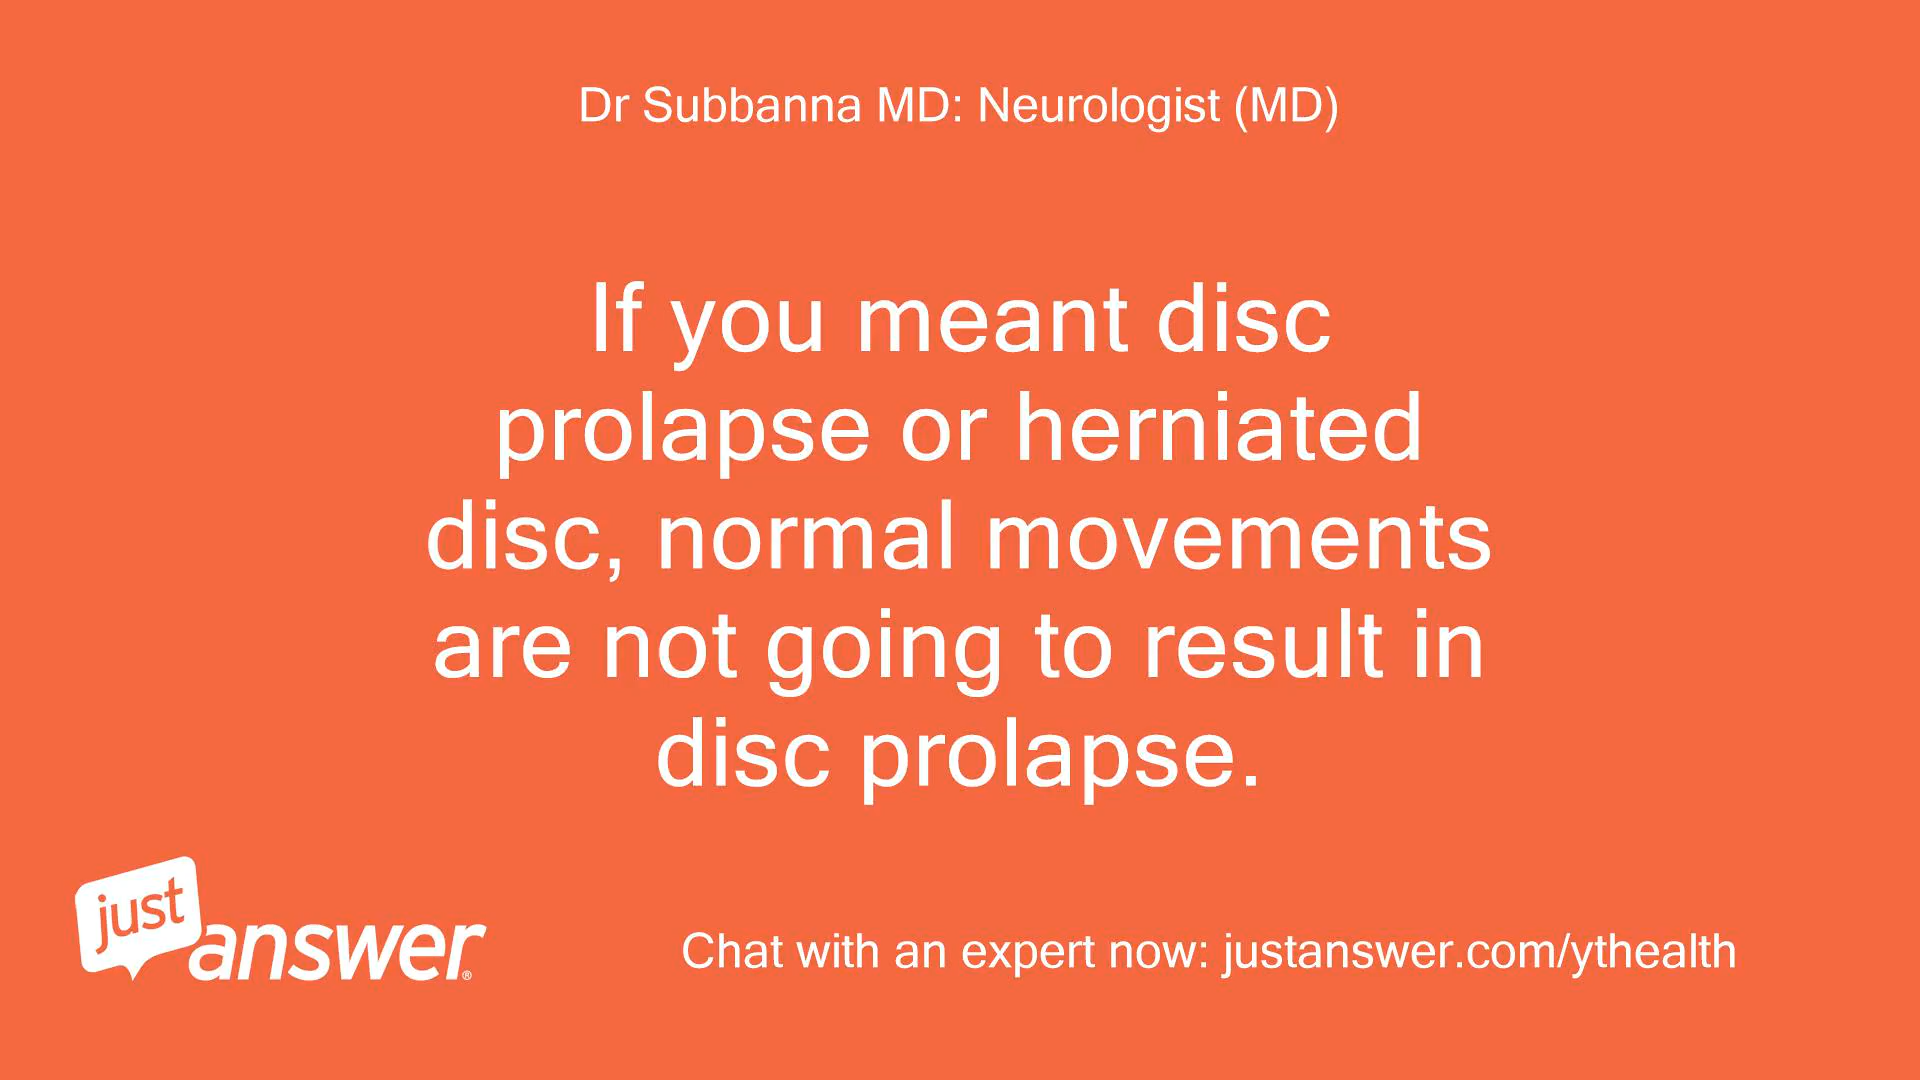 Dr Subbanna MD: Neurologist (MD)
If you meant disc
prolapse or herniated
disc, normal movements
are not going to result in
disc prolapse.
just
answer®
Chat with an expert now: justanswer.com/ythealth